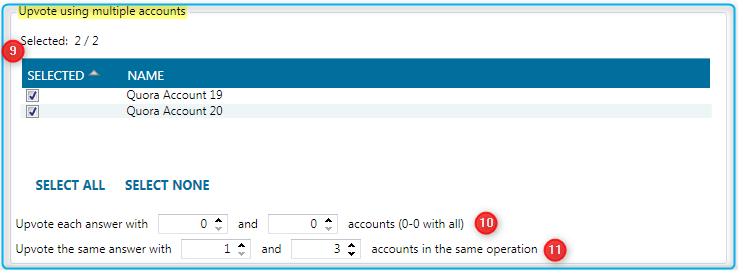 Upvote using multiple accounts
Selected: 2 / 2
9
SELECTED NAME
Quora Account 19
Quora Account 20
SELECT ALL SELECT NONE
Upvote each answer with 0 and 0 accounts (0-0 with all) 10
Upvote the same answer with 1 and 3 accounts in the same operation 11